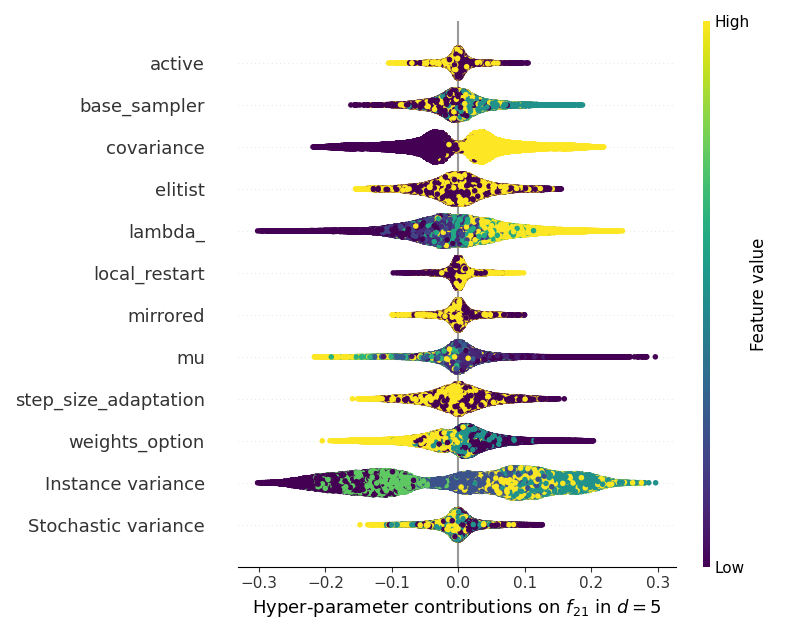 active
base_sampler
covariance
elitist
lambda_
local_restart
mirrored
mu
step_size_adaptation
weights_option
Instance variance
Stochastic variance
−0.3 −0.2 −0.1 0.0 0.1 0.2 0.3
Hyper-parameter contributions on f₂₁ in d = 5
High
Feature value
Low